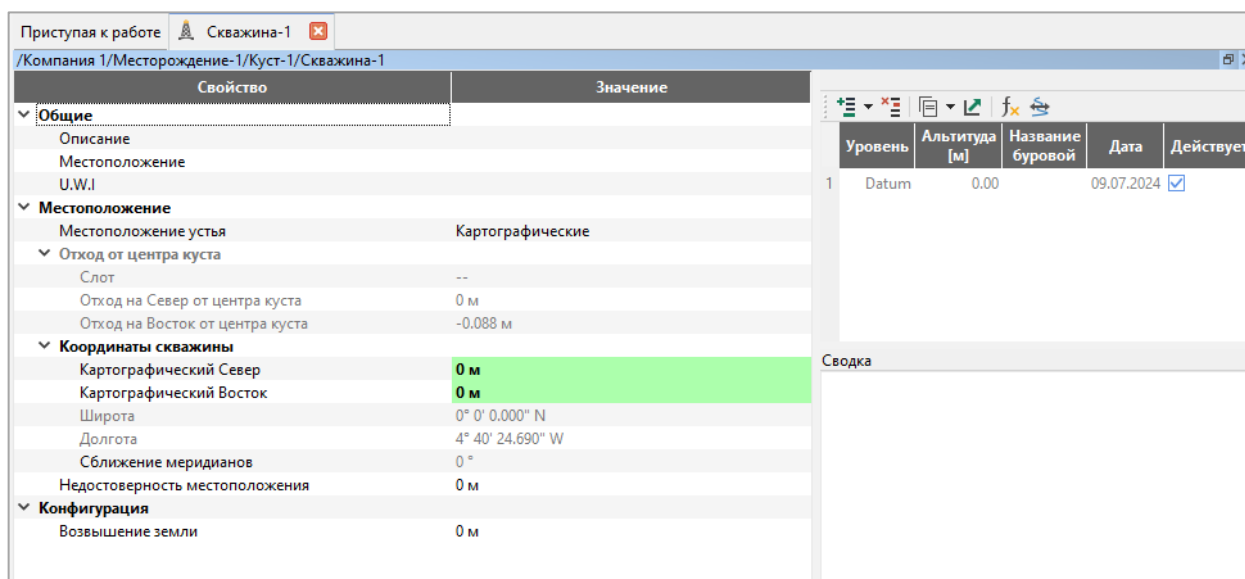 Приступая к работе Скважина-1
/Компания 1/Месторождение-1/Куст-1/Скважина-1
Свойство Значение
Общие
Описание
Местоположение
U.W.I
Местоположение
Местоположение устья Картографические
Отход от центра куста
Слот --
Отход на Север от центра куста 0 м
Отход на Восток от центра куста -0.088 м
Координаты скважины
Картографический Север 0 м
Картографический Восток 0 м
Широта 0° 0' 0.000" N
Долгота 4° 40' 24.690" W
Сближение меридианов 0 °
Недостоверность местоположения 0 м
Конфигурация
Возвышение земли 0 м
Уровень Альтитуда [м] Название буровой Дата Действует
1 Datum 0.00 09.07.2024
Сводка